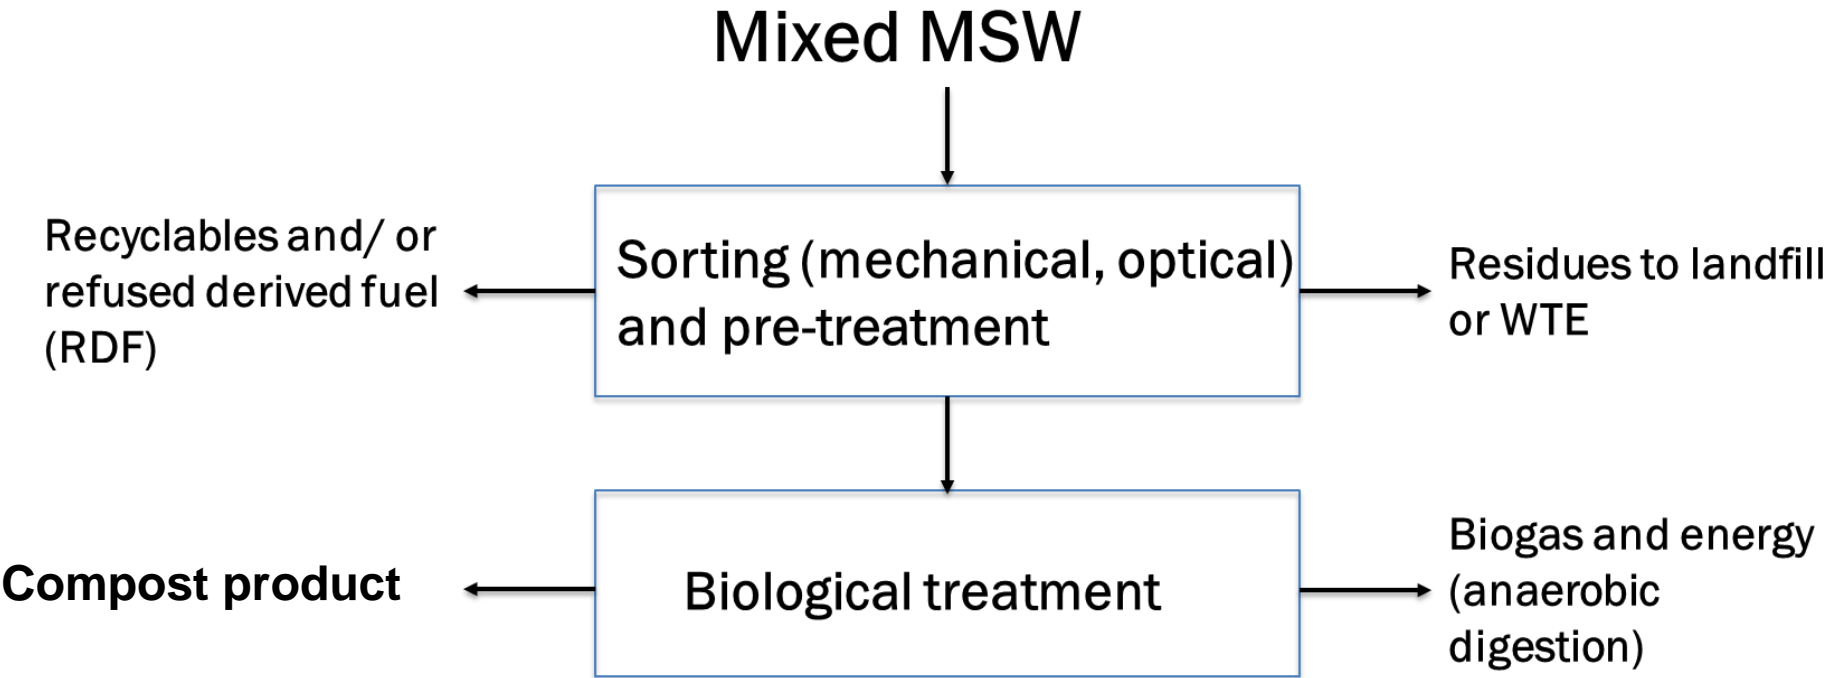 Mixed MSW
Recyclables and/ or
refused derived fuel
(RDF)
Sorting (mechanical, optical)
and pre-treatment
Residues to landfill
or WTE
Compost product
Biological treatment
Biogas and energy
(anaerobic
digestion)